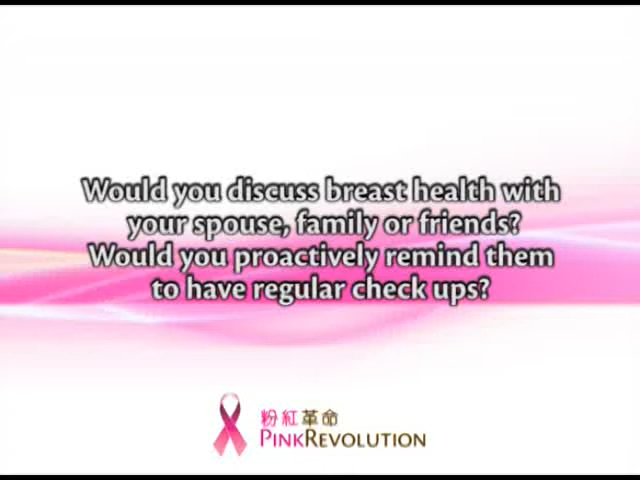 Would you discuss breast health with
your spouse, family or friends?
Would you proactively remind them
to have regular check ups?
粉紅革命
PINKREVOLUTION